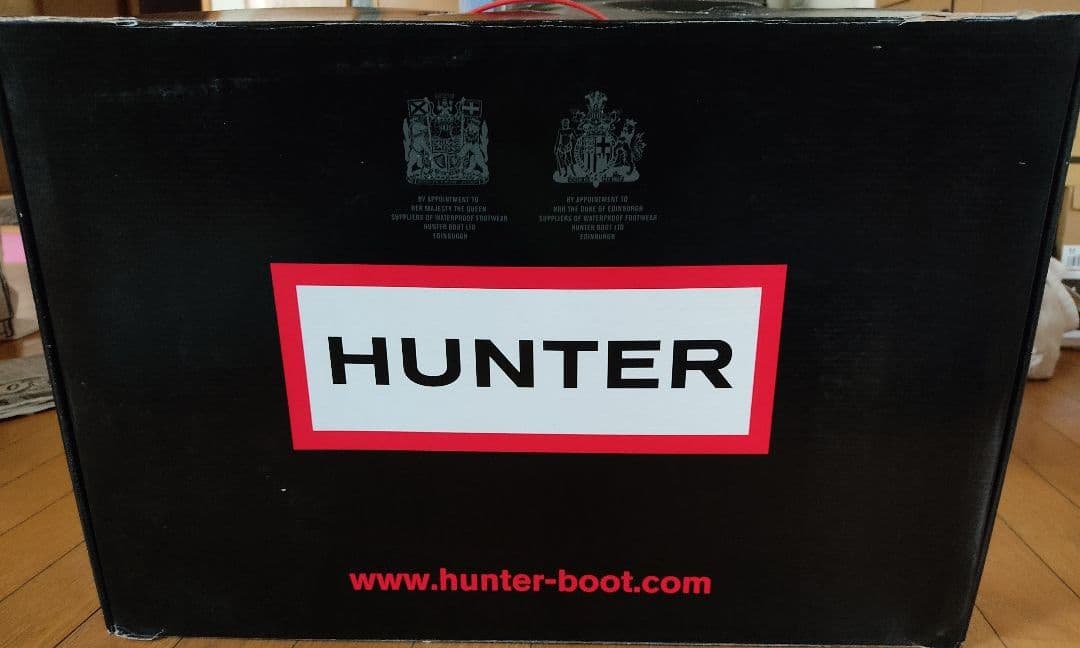 BY APPOINTMENT TO
HER MAJESTY THE QUEEN
SUPPLIERS OF WATERPROOF FOOTWEAR
HUNTER BOOT LTD
EDINBURGH
BY APPOINTMENT TO
HRH THE DUKE OF EDINBURGH
SUPPLIERS OF WATERPROOF FOOTWEAR
HUNTER BOOT LTD
EDINBURGH
HUNTER
www.hunter-boot.com